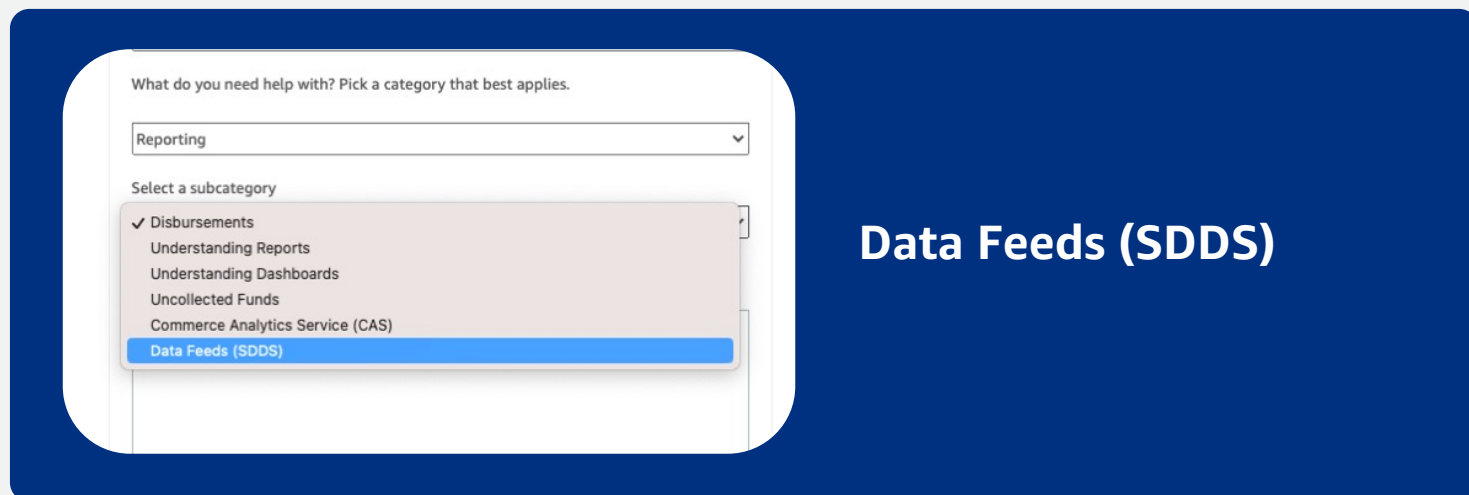 What do you need help with? Pick a category that best applies.
Reporting
Select a subcategory
✓ Disbursements
Understanding Reports
Understanding Dashboards
Uncollected Funds
Commerce Analytics Service (CAS)
Data Feeds (SDDS)
Data Feeds (SDDS)